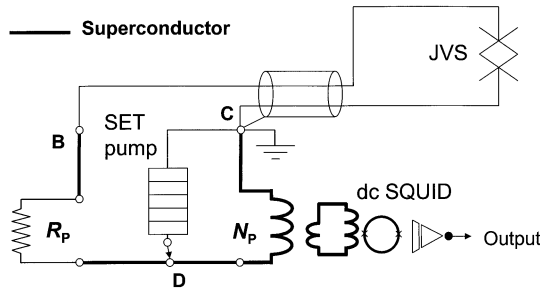 Superconductor
JVS
C
SET
pump
B
dc SQUID
R_P
N_P
Output
D